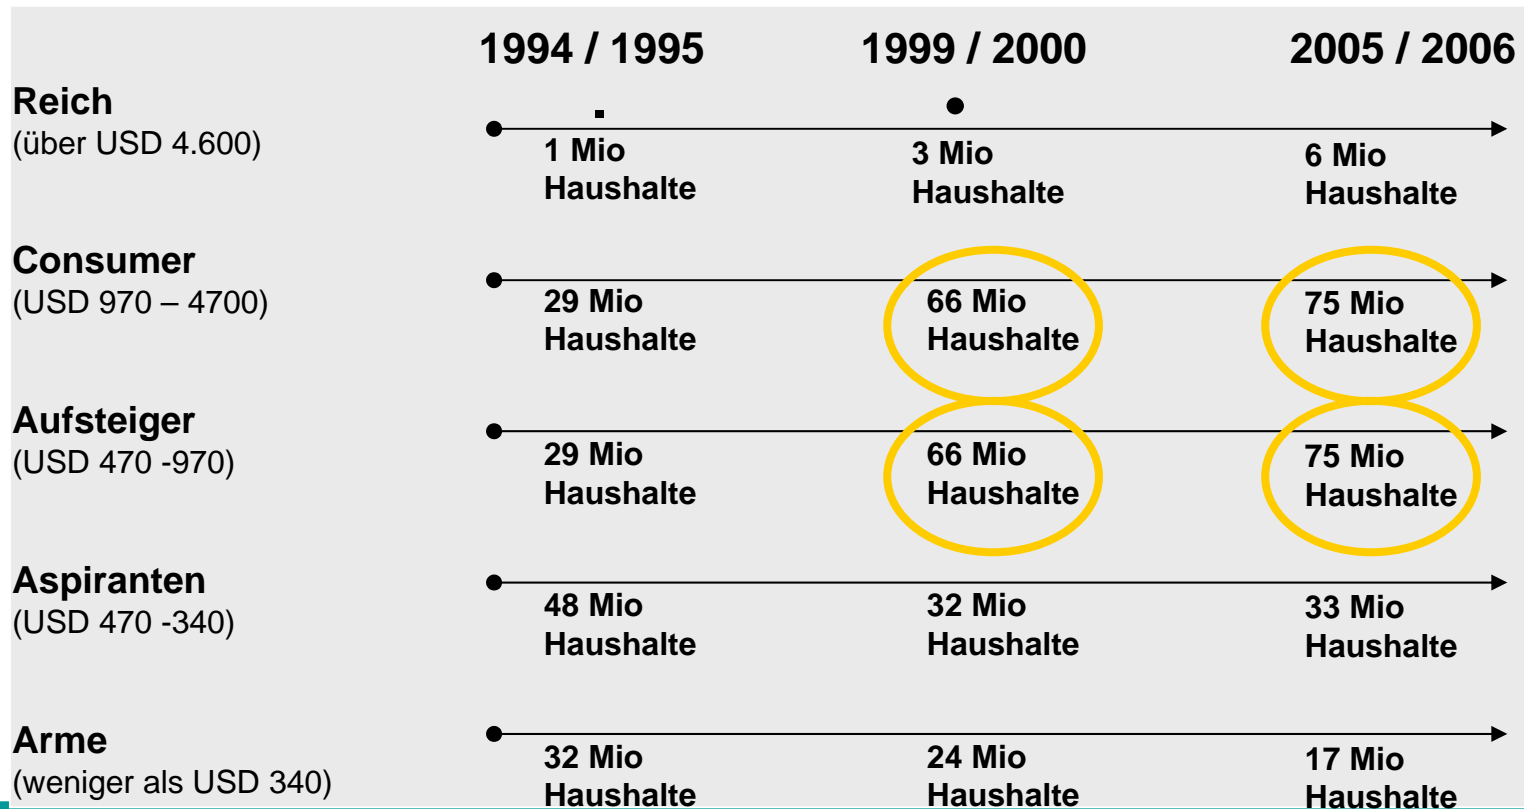 1994 / 1995 1999 / 2000 2005 / 2006
Reich
(über USD 4.600)
1 Mio 3 Mio 6 Mio
Haushalte Haushalte Haushalte
Consumer
(USD 970 – 4700)
29 Mio 66 Mio 75 Mio
Haushalte Haushalte Haushalte
Aufsteiger
(USD 470 -970)
29 Mio 66 Mio 75 Mio
Haushalte Haushalte Haushalte
Aspiranten
(USD 470 -340)
48 Mio 32 Mio 33 Mio
Haushalte Haushalte Haushalte
Arme
(weniger als USD 340)
32 Mio 24 Mio 17 Mio
Haushalte Haushalte Haushalte